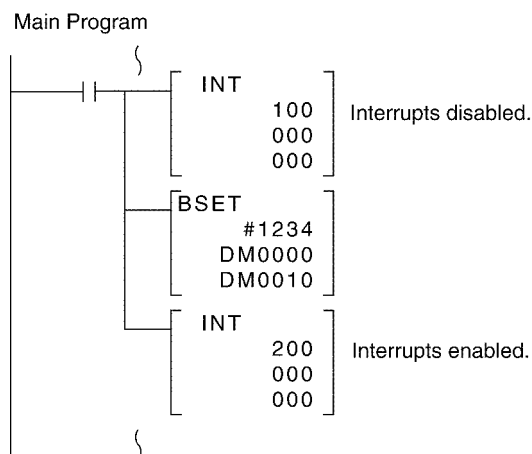 Main Program
INT
100
000
000
Interrupts disabled.
BSET
#1234
DM0000
DM0010
INT
200
000
000
Interrupts enabled.